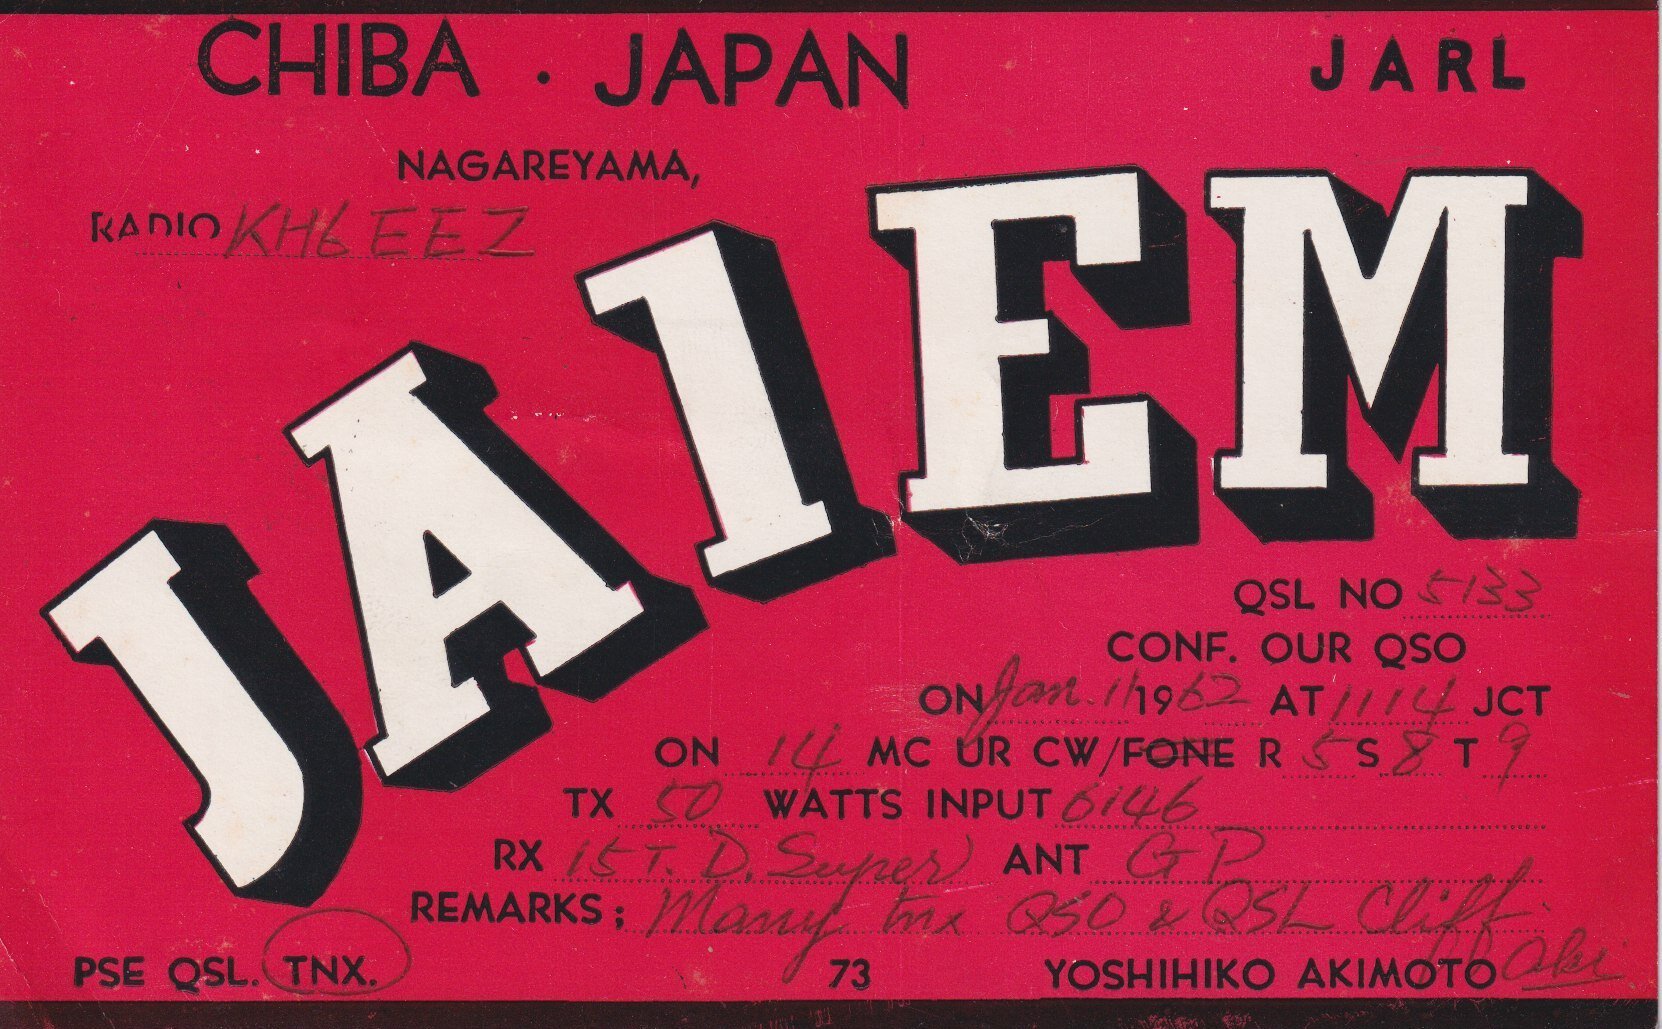 CHIBA · JAPAN JARL
NAGAREYAMA,
RADIO KH6EEZ
JA1EM
QSL NO 5133
CONF. OUR QSO
ON Jan. 11 1962 AT 1114 JCT
ON 14 MC UR CW/FONE R 5 S 8 T 9
TX 50 WATTS INPUT 6146
RX 15T. D. Super ANT GP
REMARKS; Many tnx QSO & QSL Cliff.
PSE QSL. TNX. 73 YOSHIHIKO AKIMOTO Aki